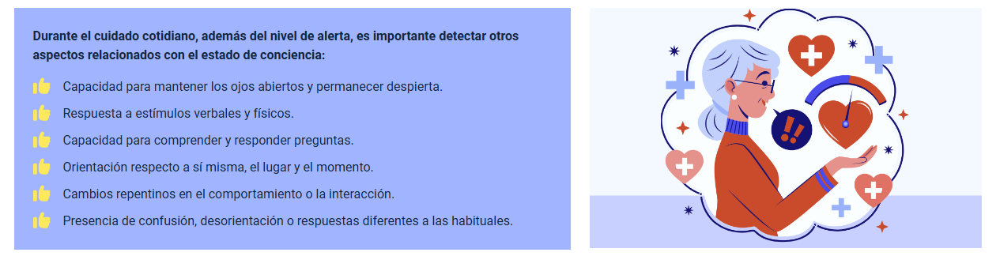 Durante el cuidado cotidiano, además del nivel de alerta, es importante detectar otros
aspectos relacionados con el estado de conciencia:
Capacidad para mantener los ojos abiertos y permanecer despierta.
Respuesta a estímulos verbales y físicos.
Capacidad para comprender y responder preguntas.
Orientación respecto a sí misma, el lugar y el momento.
Cambios repentinos en el comportamiento o la interacción.
Presencia de confusión, desorientación o respuestas diferentes a las habituales.
!!